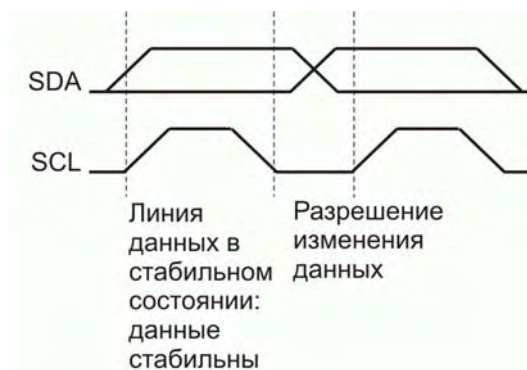 SDA
SCL
Линия
данных в
стабильном
состоянии:
данные
стабильны
Разрешение
изменения
данных